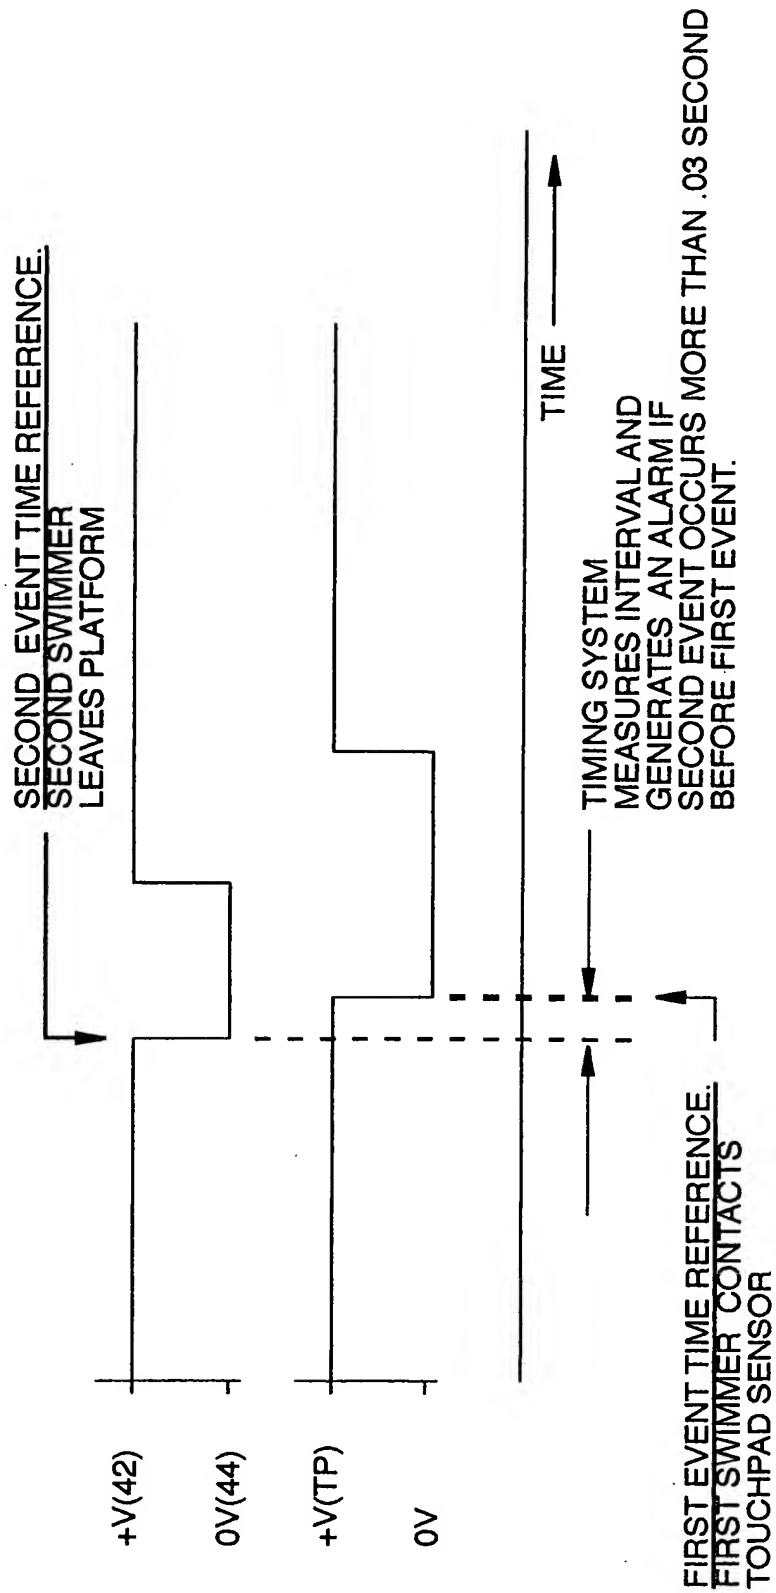 SECOND EVENT TIME REFERENCE.
SECOND SWIMMER
LEAVES PLATFORM
+V(42)
0V(44)
+V(TP)
0V
TIME
TIMING SYSTEM
MEASURES INTERVAL AND
GENERATES AN ALARM IF
SECOND EVENT OCCURS MORE THAN .03 SECOND
BEFORE FIRST EVENT.
FIRST EVENT TIME REFERENCE.
FIRST SWIMMER CONTACTS
TOUCHPAD SENSOR